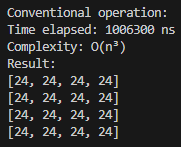 Conventional operation:
Time elapsed: 1006300 ns
Complexity: O(n³)
Result:
[24, 24, 24, 24]
[24, 24, 24, 24]
[24, 24, 24, 24]
[24, 24, 24, 24]